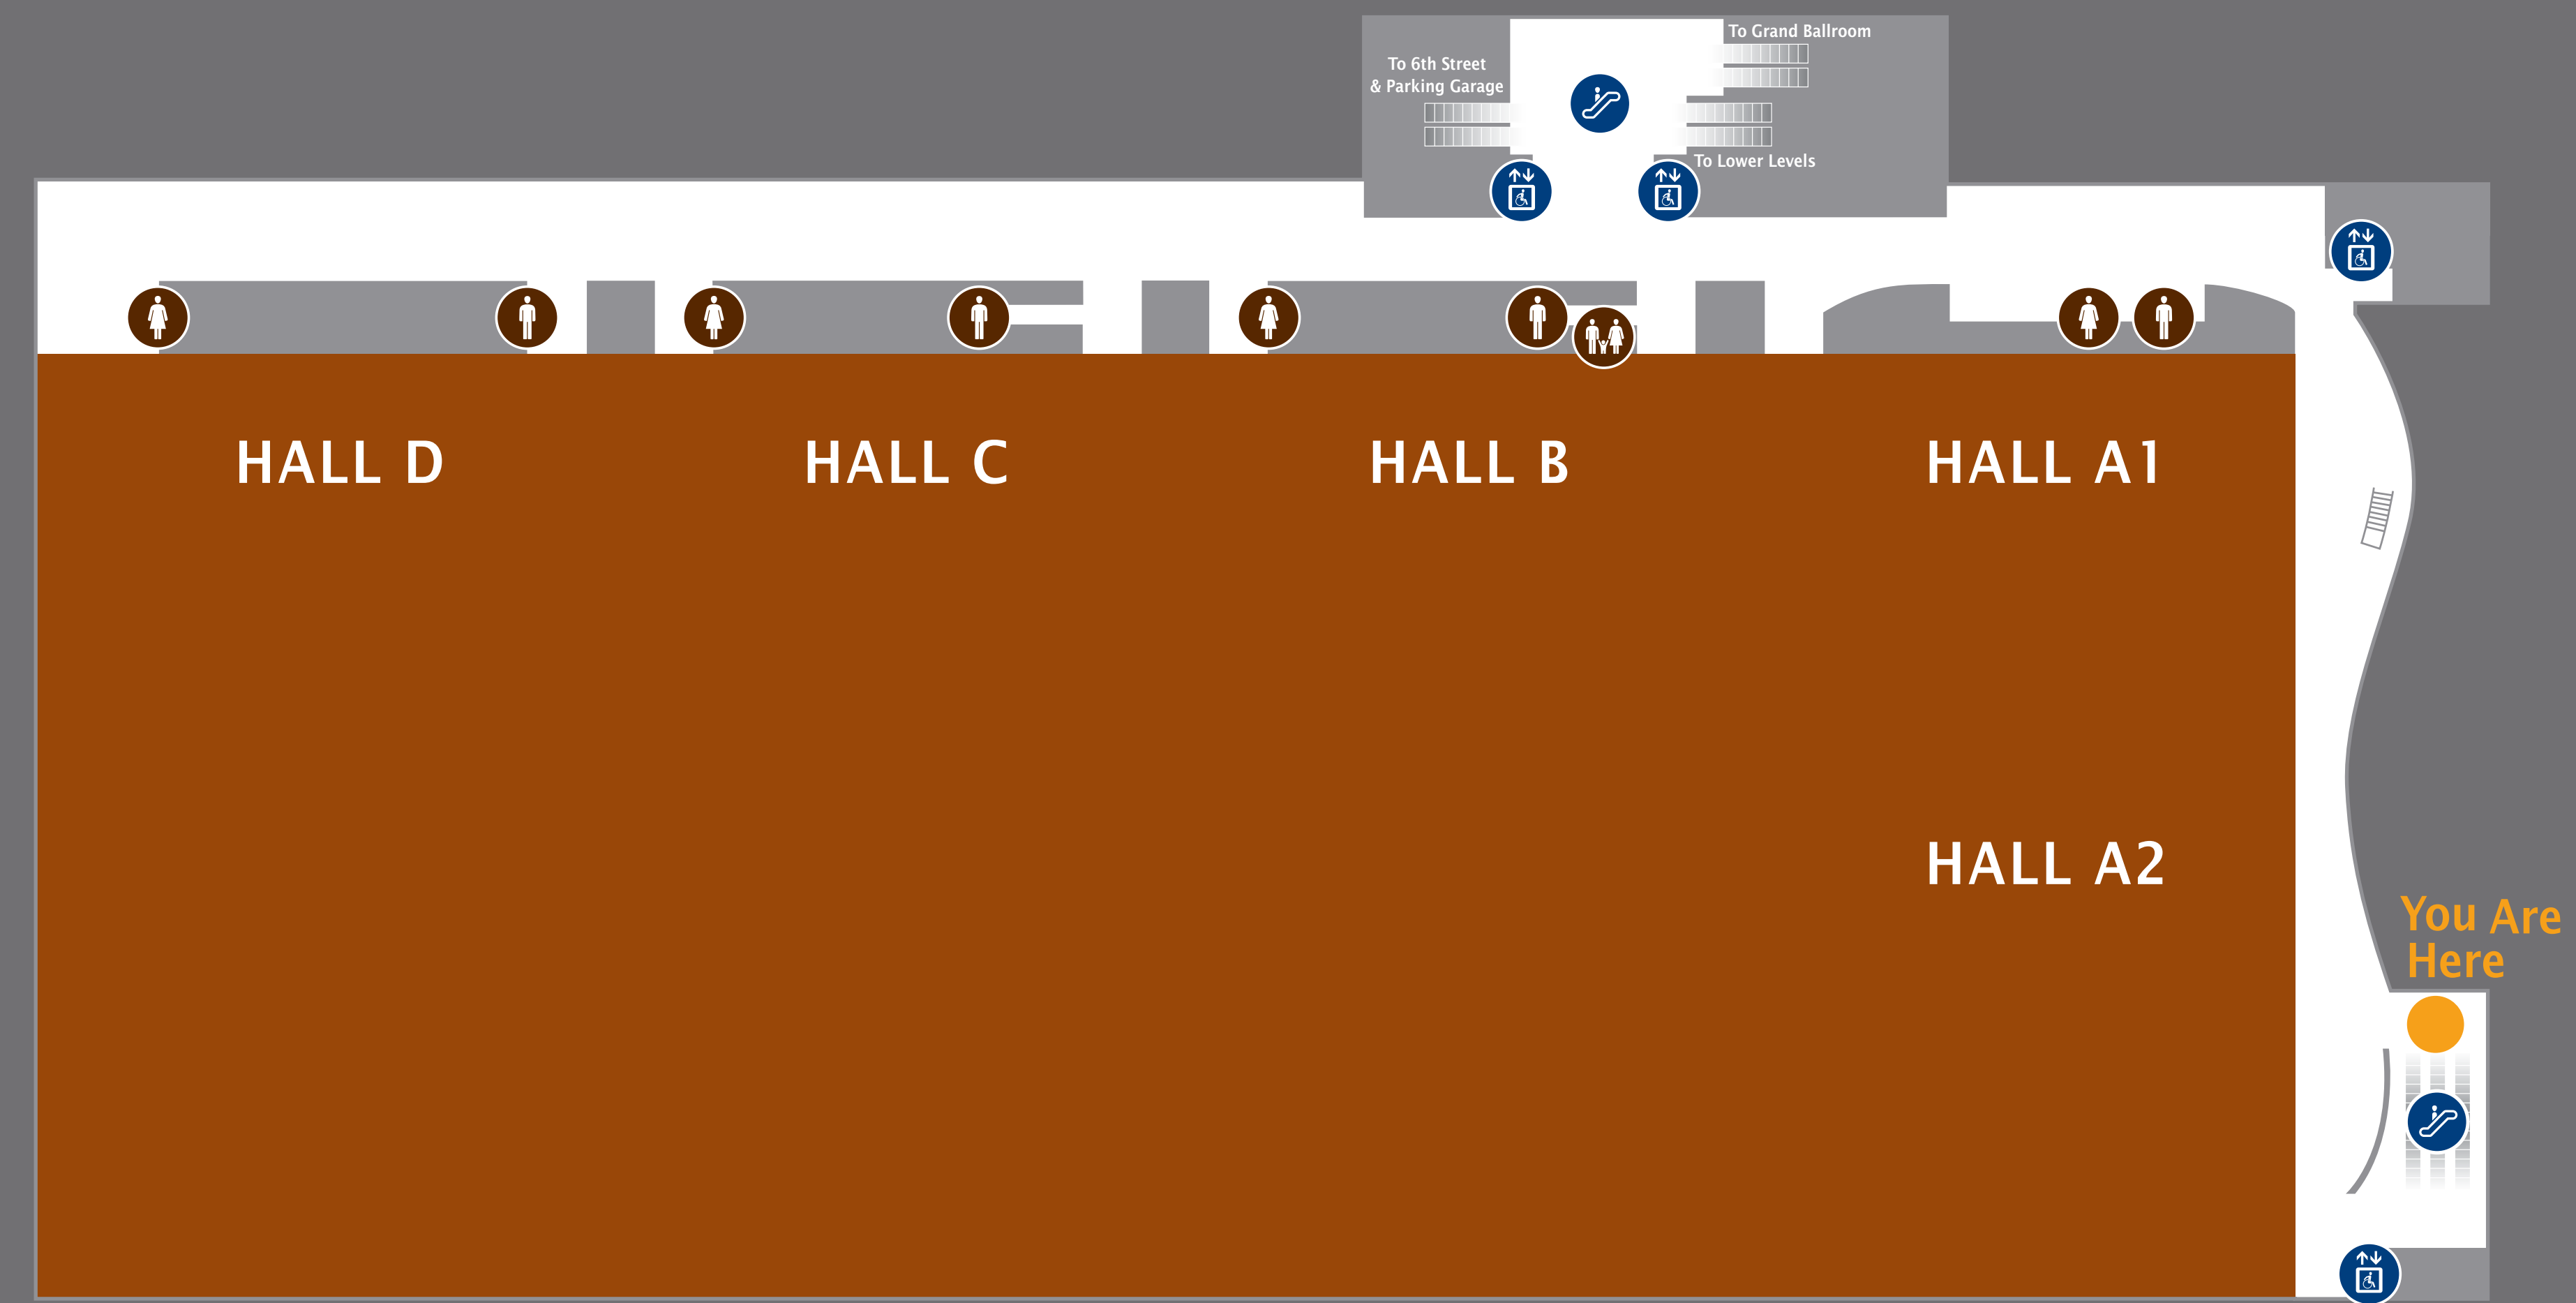 To Grand Ballroom
To 6th Street
& Parking Garage
To Lower Levels
HALL D
HALL C
HALL B
HALL A1
HALL A2
You Are
Here